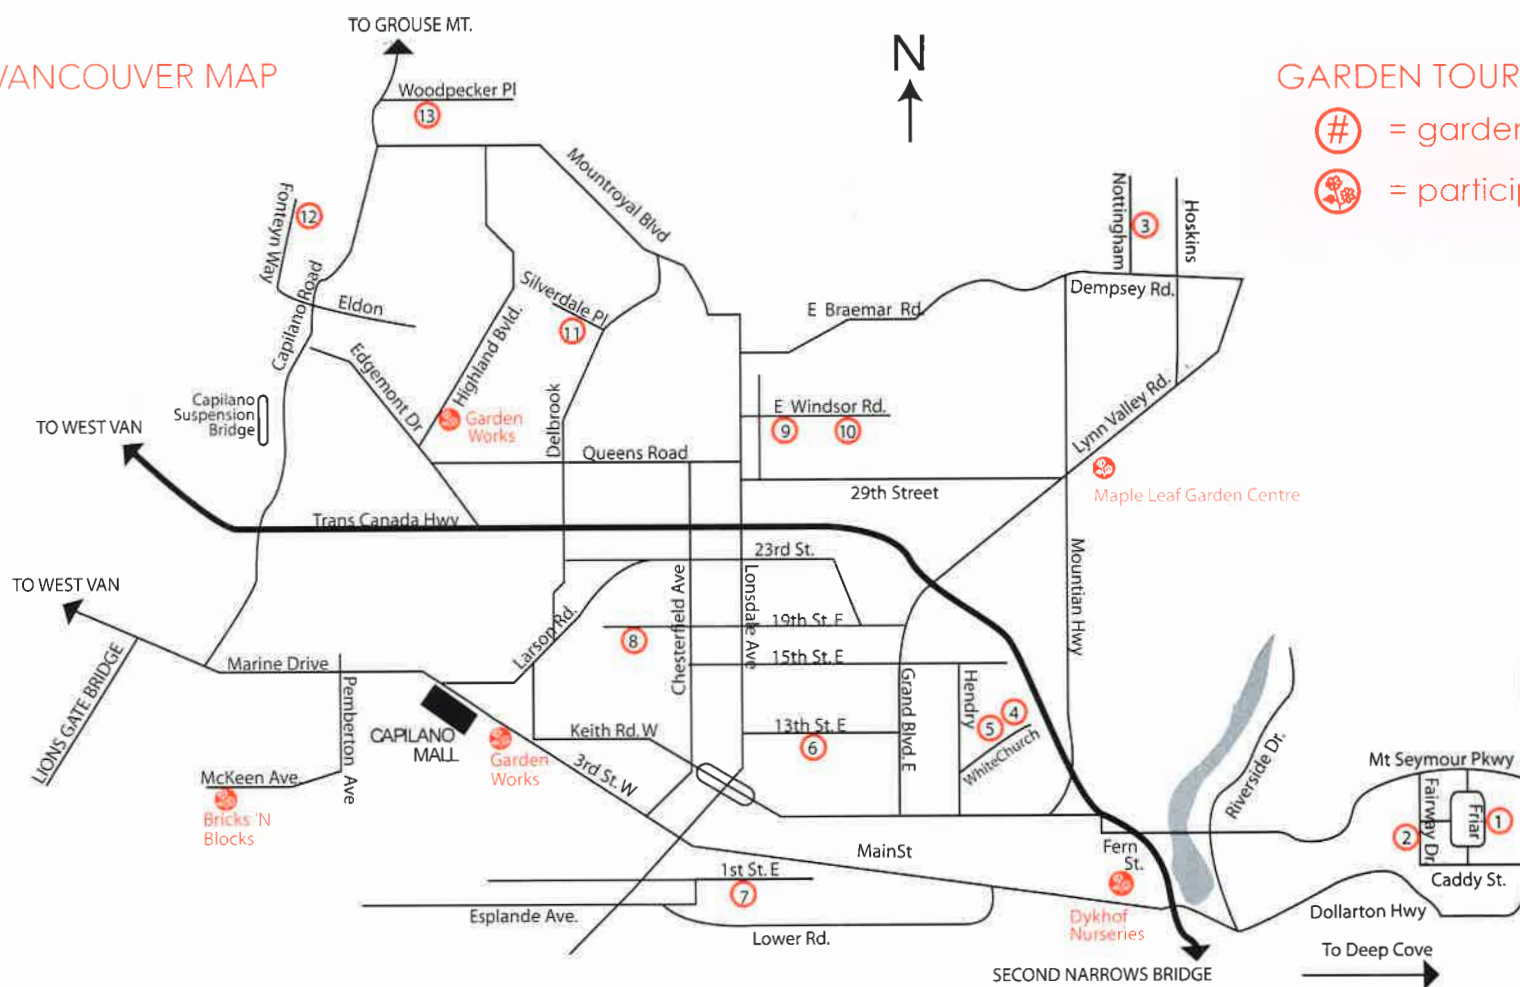 TO GROUSE MT.
VANCOUVER MAP
N
GARDEN TOUR
# = garden
= particip
Woodpecker Pl
13
Mountroyal Blvd
Fonteyn Way
12
Nottingham
3
Hoskins
Capilano Road
Eldon
Silverdale Pl
11
Highland Bvld.
E Braemar Rd.
Dempsey Rd.
Edgemont Dr
Capilano
Suspension
Bridge
Garden
Works
Delbrook
E Windsor Rd.
9
10
Lynn Valley Rd.
TO WEST VAN
Queens Road
29th Street
Maple Leaf Garden Centre
Trans Canada Hwy
23rd St.
Mountian Hwy
TO WEST VAN
Chesterfield Ave
Lonsdale Ave
Larson Rd.
8
19th St. E
15th St. E
LIONS GATE BRIDGE
Marine Drive
Pemberton Ave
CAPILANO
MALL
Garden
Works
Keith Rd. W
3rd St. W
13th St. E
6
Grand Blvd. E
Hendry
5
4
WhiteChurch
Riverside Dr.
McKeen Ave.
Bricks 'N
Blocks
Mt Seymour Pkwy
Fairway Dr.
Friar
1
2
Caddy St.
MainSt
Fern
St.
1st St. E
7
Esplande Ave.
Lower Rd.
Dykhof
Nurseries
Dollarton Hwy
To Deep Cove
SECOND NARROWS BRIDGE